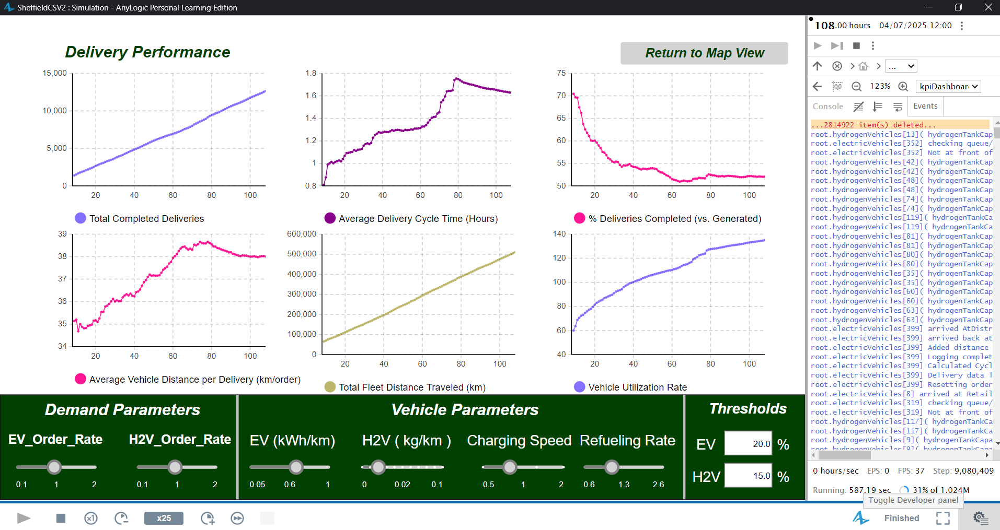 SheffieldCSV2 : Simulation - AnyLogic Personal Learning Edition
Delivery Performance
Return to Map View
15,000
10,000
5,000
0
20 40 60 80 100
Total Completed Deliveries
1.8
1.6
1.4
1.2
1
0.8
20 40 60 80 100
Average Delivery Cycle Time (Hours)
75
70
65
60
55
50
20 40 60 80 100
% Deliveries Completed (vs. Generated)
39
38
37
36
35
34
20 40 60 80 100
Average Vehicle Distance per Delivery (km/order)
600,000
500,000
400,000
300,000
200,000
100,000
0
20 40 60 80 100
Total Fleet Distance Traveled (km)
140
120
100
80
60
40
20 40 60 80 100
Vehicle Utilization Rate
Demand Parameters
EV_Order_Rate
0.1 1 2
H2V_Order_Rate
0.1 1 2
Vehicle Parameters
EV (kWh/km)
0.05 0.6 1
H2V ( kg/km )
0 0.02 0.1
Charging Speed
0.5 1 2
Refueling Rate
0.6 1.3 2.6
Thresholds
EV 20.0 %
H2V 15.0 %
108.00 hours 04/07/2025 12:00
...
123% kpiDashboar
Console Events
...2814922 item(s) deleted...
root.hydrogenVehicles[13]( hydrogenTankCap
root.electricVehicles[352] checking queue/
root.electricVehicles[352] Not at front of
root.hydrogenVehicles[42]( hydrogenTankCap
root.hydrogenVehicles[42]( hydrogenTankCap
root.hydrogenVehicles[48]( hydrogenTankCap
root.hydrogenVehicles[48]( hydrogenTankCap
root.hydrogenVehicles[74]( hydrogenTankCap
root.hydrogenVehicles[74]( hydrogenTankCap
root.hydrogenVehicles[119]( hydrogenTankCa
root.hydrogenVehicles[119]( hydrogenTankCa
root.hydrogenVehicles[81]( hydrogenTankCap
root.hydrogenVehicles[81]( hydrogenTankCap
root.hydrogenVehicles[80]( hydrogenTankCap
root.hydrogenVehicles[80]( hydrogenTankCap
root.hydrogenVehicles[35]( hydrogenTankCap
root.hydrogenVehicles[35]( hydrogenTankCap
root.hydrogenVehicles[60]( hydrogenTankCap
root.hydrogenVehicles[60]( hydrogenTankCap
root.hydrogenVehicles[63]( hydrogenTankCap
root.hydrogenVehicles[63]( hydrogenTankCap
root.electricVehicles[399] arrived AtDistr
root.electricVehicles[399] arrived back at
root.electricVehicles[399] Added distance
root.electricVehicles[399] Logging complet
root.electricVehicles[399] Calculated Cycl
root.electricVehicles[399] Delivery data l
root.electricVehicles[399] Resetting order
root.electricVehicles[8] arrived at Retail
root.electricVehicles[319] checking queue/
root.electricVehicles[319] Not at front of
root.hydrogenVehicles[117]( hydrogenTankCa
root.hydrogenVehicles[117]( hydrogenTankCa
root.hydrogenVehicles[9]( hydrogenTankCapa
root.hydrogenVehicles[9]( hydrogenTankCapa
0 hours/sec EPS: 0 FPS: 37 Step: 9,080,409
Running: 587.19 sec 31% of 1,024M
Toggle Developer panel
x1
x25
Finished